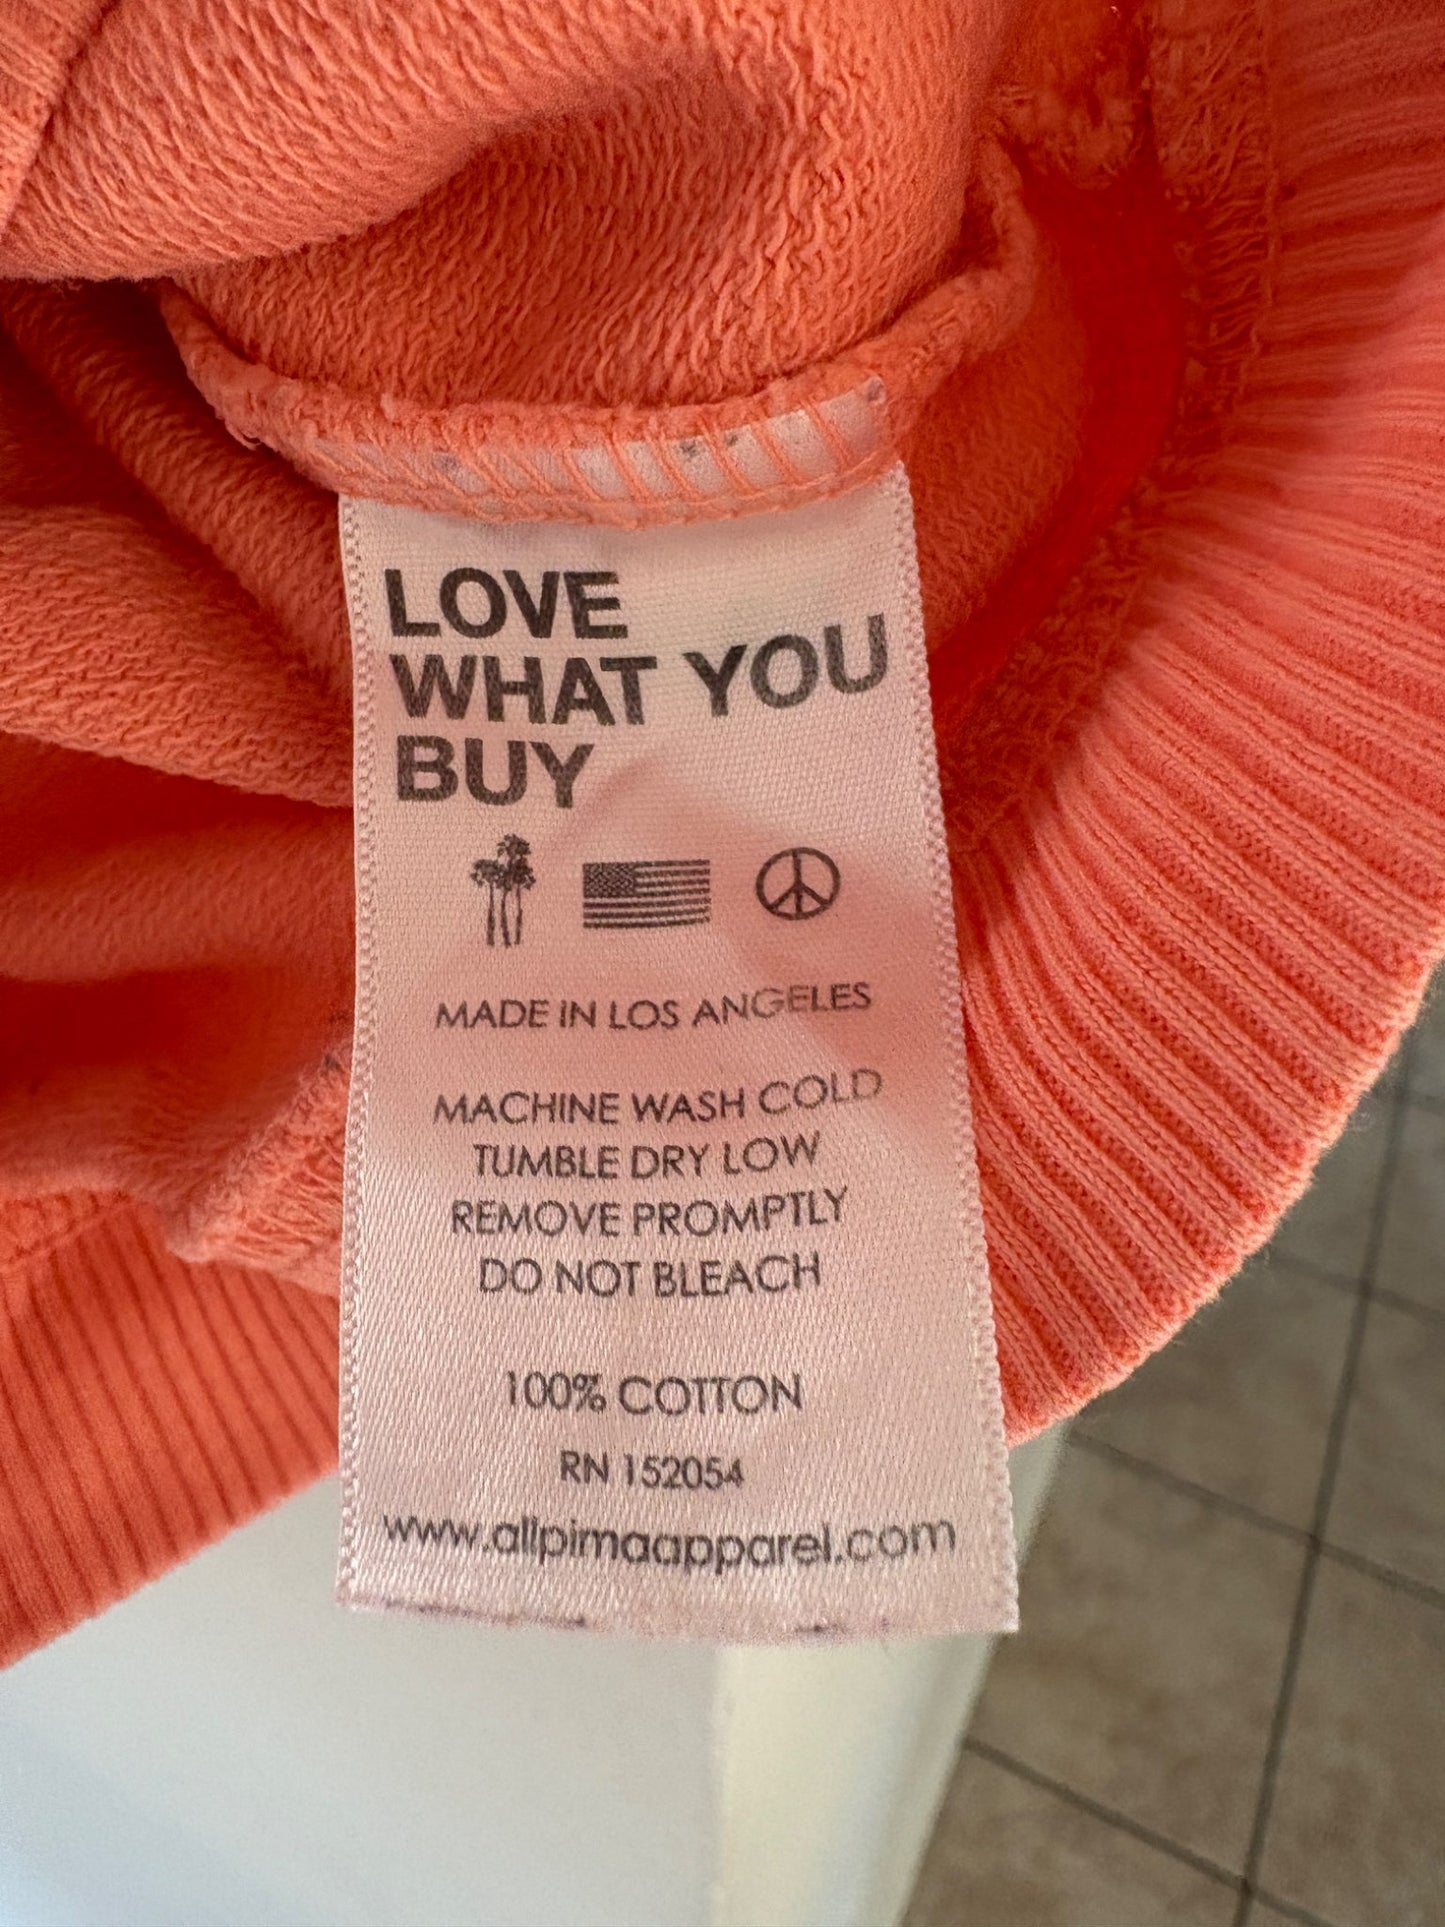 LOVE
WHAT YOU
BUY
MADE IN LOS ANGELES
MACHINE WASH COLD
TUMBLE DRY LOW
REMOVE PROMPTLY
DO NOT BLEACH
100% COTTON
RN 152054
www.allpimaapparel.com